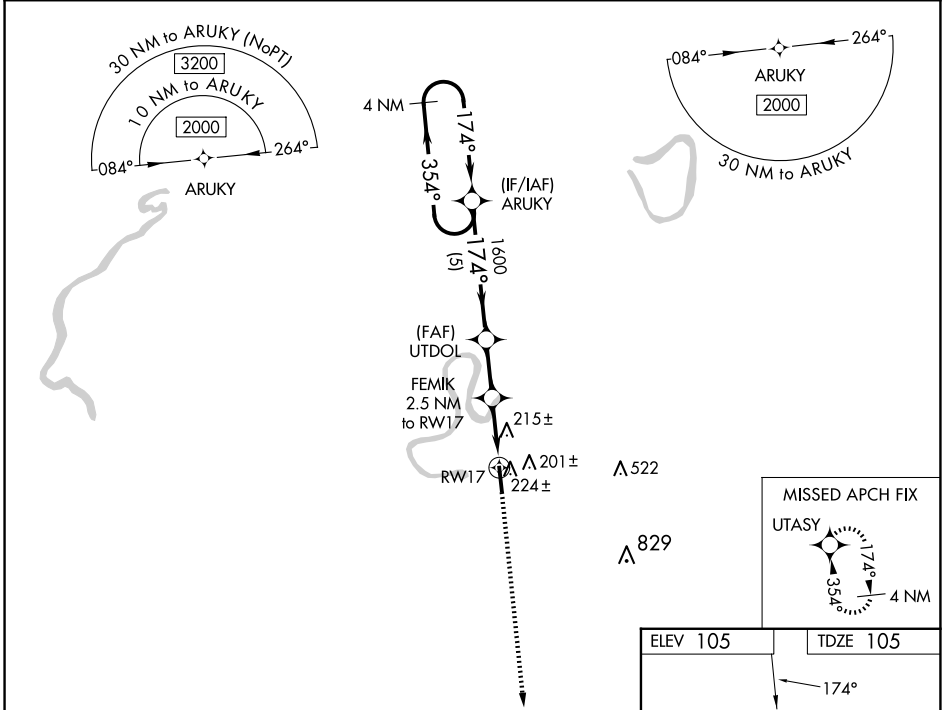 30 NM to ARUKY (NoPT)
3200
10 NM to ARUKY
2000
084°
264°
ARUKY
4 NM
174°
354°
(IF/IAF)
ARUKY
1600
174°
(5)
(FAF)
UTDOL
FEMIK
2.5 NM
to RW17
215±
201±
RW17
224±
522
829
084°
264°
ARUKY
2000
30 NM to ARUKY
MISSED APCH FIX
UTASY
174°
354°
4 NM
ELEV 105
TDZE 105
174°